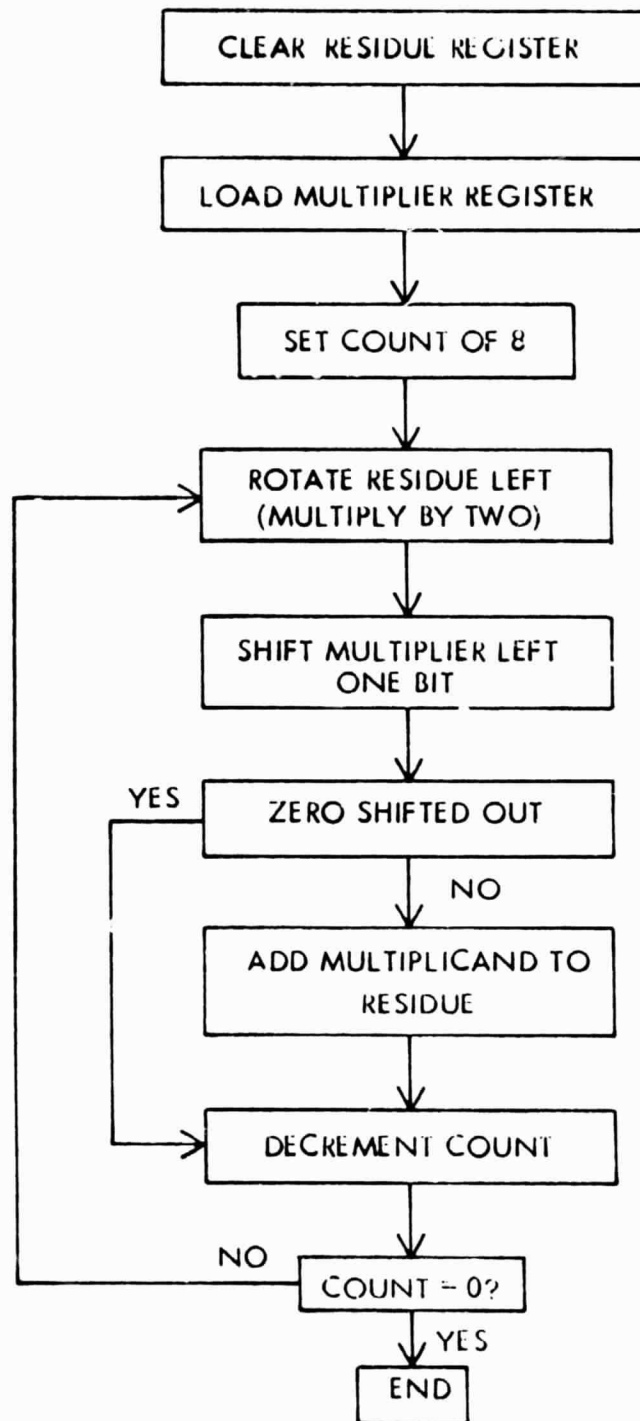 CLEAR RESIDUE REGISTER
LOAD MULTIPLIER REGISTER
SET COUNT OF 8
ROTATE RESIDUE LEFT
(MULTIPLY BY TWO)
SHIFT MULTIPLIER LEFT
ONE BIT
YES
ZERO SHIFTED OUT
NO
ADD MULTIPLICAND TO
RESIDUE
DECREMENT COUNT
NO
COUNT = 0?
YES
END